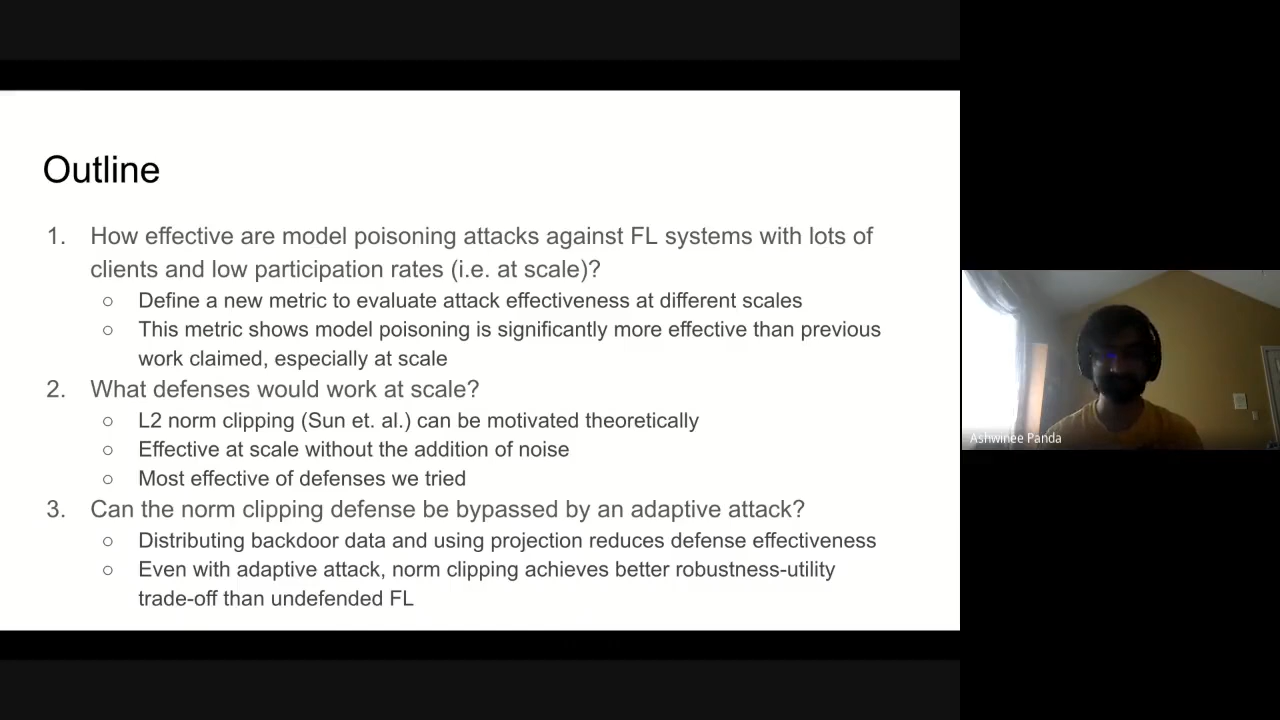 Outline
1. How effective are model poisoning attacks against FL systems with lots of
clients and low participation rates (i.e. at scale)?
○ Define a new metric to evaluate attack effectiveness at different scales
○ This metric shows model poisoning is significantly more effective than previous
work claimed, especially at scale
2. What defenses would work at scale?
○ L2 norm clipping (Sun et. al.) can be motivated theoretically
○ Effective at scale without the addition of noise
○ Most effective of defenses we tried
3. Can the norm clipping defense be bypassed by an adaptive attack?
○ Distributing backdoor data and using projection reduces defense effectiveness
○ Even with adaptive attack, norm clipping achieves better robustness-utility
trade-off than undefended FL
Ashwinee Panda